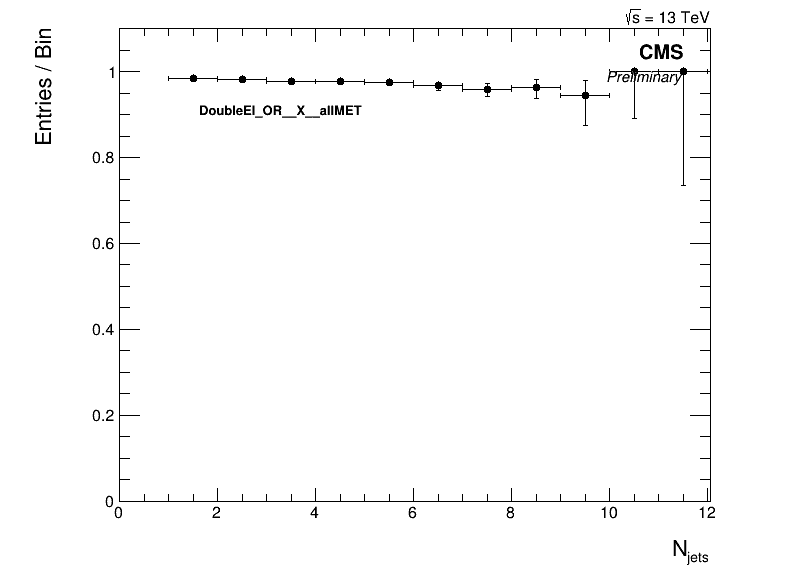 √s = 13 TeV
CMS
Preliminary
Entries / Bin
DoubleEl_OR__X__allMET
1
0.8
0.6
0.4
0.2
0
0 2 4 6 8 10 12
Njets